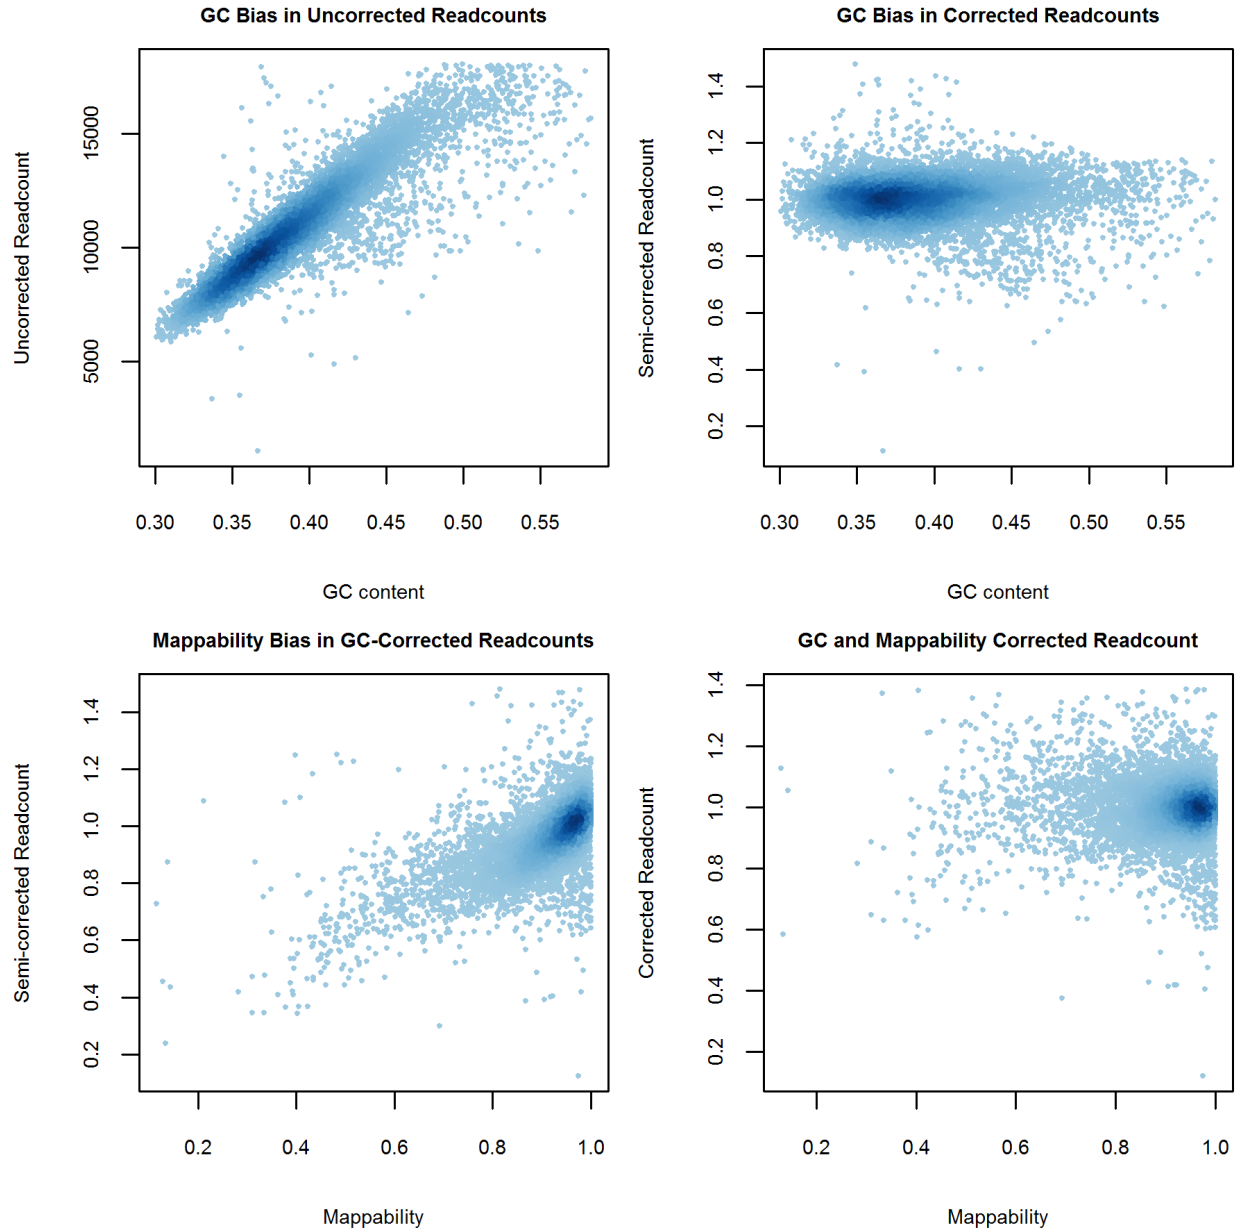 GC Bias in Uncorrected Readcounts
Uncorrected Readcount
15000
10000
5000
0.30 0.35 0.40 0.45 0.50 0.55
GC content
GC Bias in Corrected Readcounts
Semi-corrected Readcount
1.4
1.2
1.0
0.8
0.6
0.4
0.2
0.30 0.35 0.40 0.45 0.50 0.55
GC content
Mappability Bias in GC-Corrected Readcounts
Semi-corrected Readcount
1.4
1.2
1.0
0.8
0.6
0.4
0.2
0.2 0.4 0.6 0.8 1.0
Mappability
GC and Mappability Corrected Readcount
Corrected Readcount
1.4
1.2
1.0
0.8
0.6
0.4
0.2
0.2 0.4 0.6 0.8 1.0
Mappability